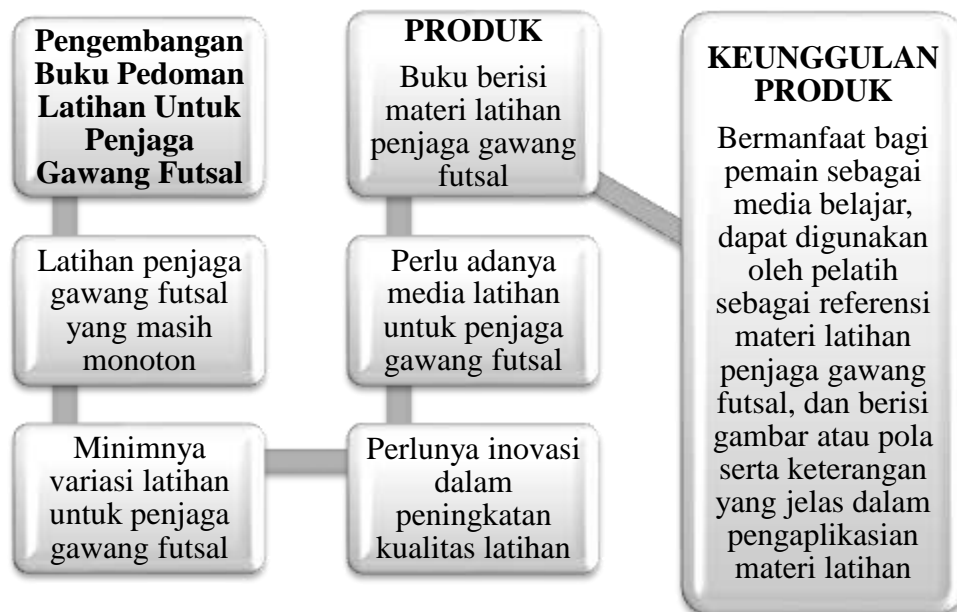 Pengembangan
Buku Pedoman
Latihan Untuk
Penjaga
Gawang Futsal
Latihan penjaga
gawang futsal
yang masih
monoton
Minimnya
variasi latihan
untuk penjaga
gawang futsal
Perlunya inovasi
dalam
peningkatan
kualitas latihan
Perlu adanya
media latihan
untuk penjaga
gawang futsal
PRODUK
Buku berisi
materi latihan
penjaga gawang
futsal
KEUNGGULAN
PRODUK
Bermanfaat bagi
pemain sebagai
media belajar,
dapat digunakan
oleh pelatih
sebagai referensi
materi latihan
penjaga gawang
futsal, dan berisi
gambar atau pola
serta keterangan
yang jelas dalam
pengaplikasian
materi latihan